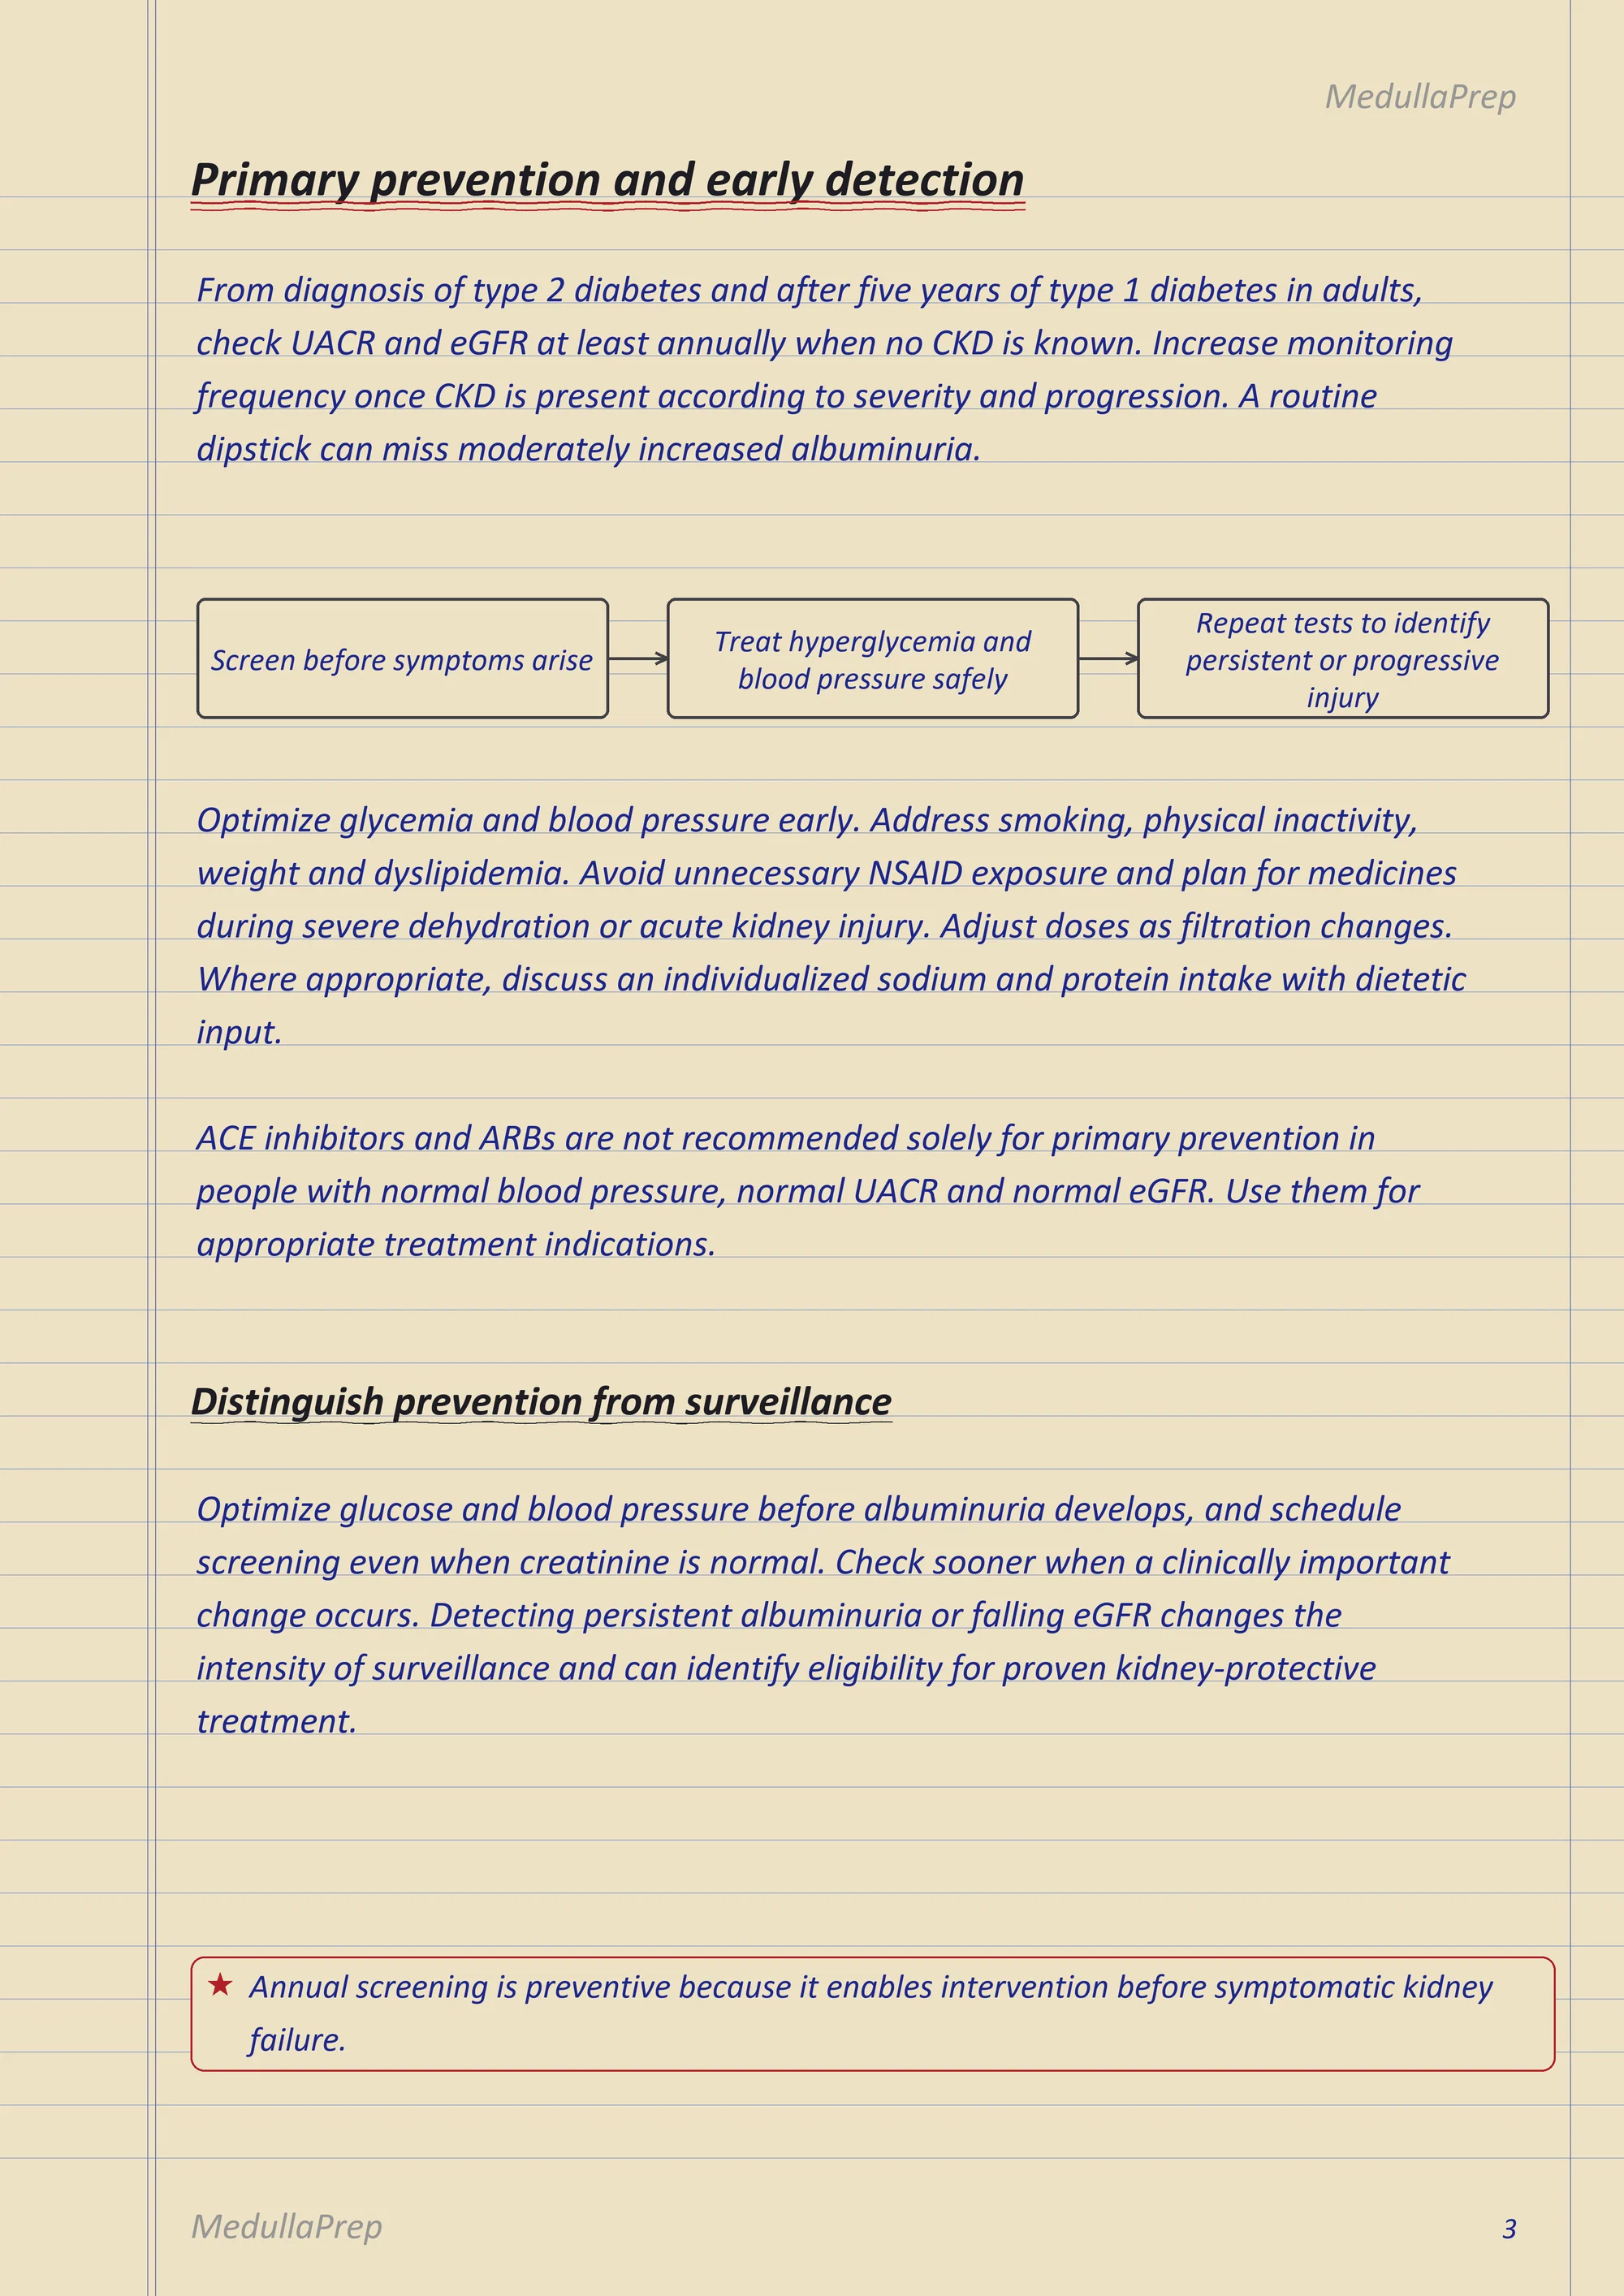 MedullaPrep
Primary prevention and early detection
From diagnosis of type 2 diabetes and after five years of type 1 diabetes in adults,
check UACR and eGFR at least annually when no CKD is known. Increase monitoring
frequency once CKD is present according to severity and progression. A routine
dipstick can miss moderately increased albuminuria.
Screen before symptoms arise
Treat hyperglycemia and
blood pressure safely
Repeat tests to identify
persistent or progressive
injury
Optimize glycemia and blood pressure early. Address smoking, physical inactivity,
weight and dyslipidemia. Avoid unnecessary NSAID exposure and plan for medicines
during severe dehydration or acute kidney injury. Adjust doses as filtration changes.
Where appropriate, discuss an individualized sodium and protein intake with dietetic
input.
ACE inhibitors and ARBs are not recommended solely for primary prevention in
people with normal blood pressure, normal UACR and normal eGFR. Use them for
appropriate treatment indications.
Distinguish prevention from surveillance
Optimize glucose and blood pressure before albuminuria develops, and schedule
screening even when creatinine is normal. Check sooner when a clinically important
change occurs. Detecting persistent albuminuria or falling eGFR changes the
intensity of surveillance and can identify eligibility for proven kidney-protective
treatment.
★ Annual screening is preventive because it enables intervention before symptomatic kidney
failure.
MedullaPrep
3